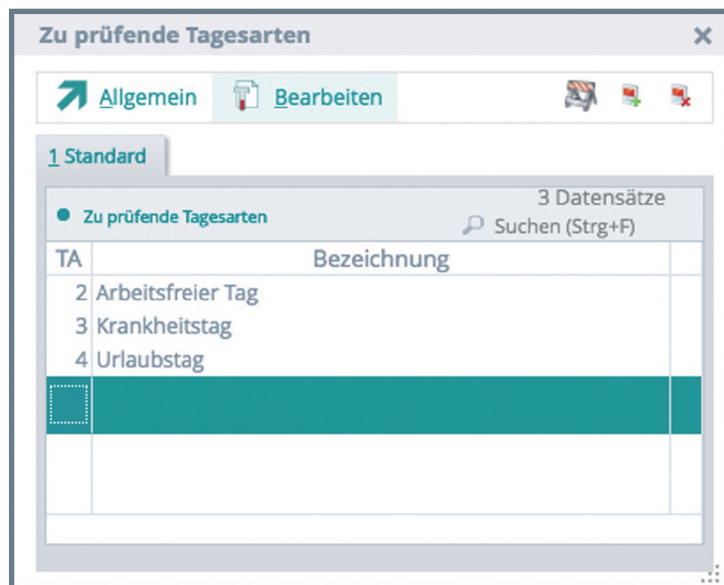 Zu prüfende Tagesarten
Allgemein Bearbeiten
1 Standard
3 Datensätze
Zu prüfende Tagesarten Suchen (Strg+F)
TA Bezeichnung
2 Arbeitsfreier Tag
3 Krankheitstag
4 Urlaubstag